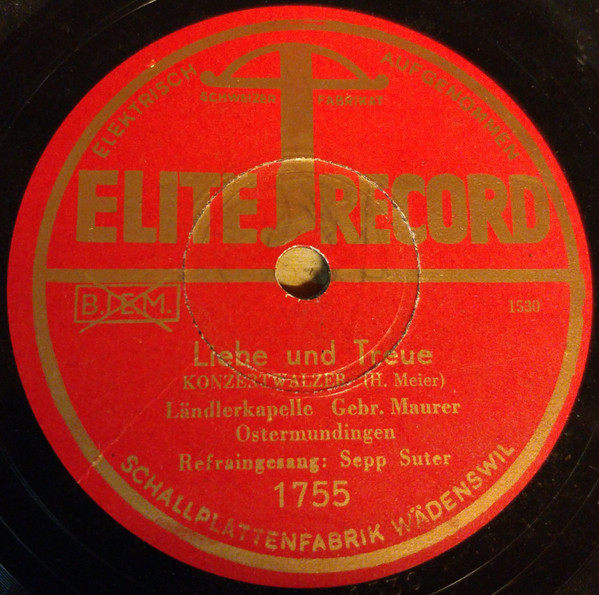 ELEKTRISCH AUFGENOMMEN
SCHWEIZER FABRIKAT
ELITE RECORD
B.I.E.M.
1530
Liebe und Treue
KONZERTWALZER (H. Meier)
Ländlerkapelle Gebr. Maurer
Ostermundingen
Refraingesang: Sepp Suter
1755
SCHALLPLATTENFABRIK WÄDENSWIL